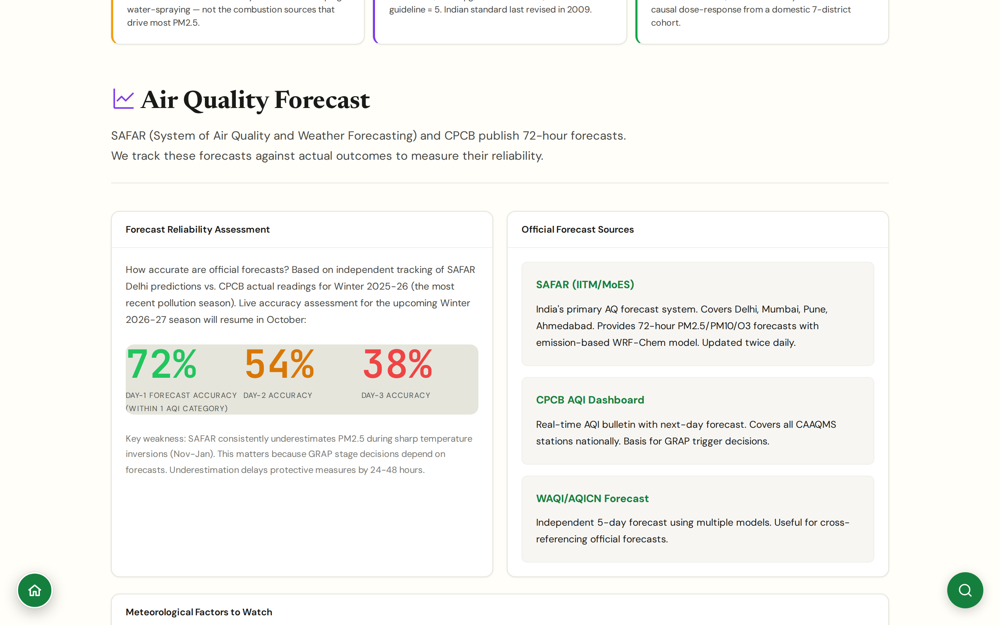 water-spraying — not the combustion sources that
drive most PM2.5.
guideline = 5. Indian standard last revised in 2009.
causal dose-response from a domestic 7-district
cohort.
Air Quality Forecast
SAFAR (System of Air Quality and Weather Forecasting) and CPCB publish 72-hour forecasts.
We track these forecasts against actual outcomes to measure their reliability.
Forecast Reliability Assessment
How accurate are official forecasts? Based on independent tracking of SAFAR
Delhi predictions vs. CPCB actual readings for Winter 2025-26 (the most
recent pollution season). Live accuracy assessment for the upcoming Winter
2026-27 season will resume in October:
72% 54% 38%
DAY-1 FORECAST ACCURACY DAY-2 ACCURACY DAY-3 ACCURACY
(WITHIN 1 AQI CATEGORY)
Key weakness: SAFAR consistently underestimates PM2.5 during sharp temperature
inversions (Nov-Jan). This matters because GRAP stage decisions depend on
forecasts. Underestimation delays protective measures by 24-48 hours.
Official Forecast Sources
SAFAR (IITM/MoES)
India's primary AQ forecast system. Covers Delhi, Mumbai, Pune,
Ahmedabad. Provides 72-hour PM2.5/PM10/O3 forecasts with
emission-based WRF-Chem model. Updated twice daily.
CPCB AQI Dashboard
Real-time AQI bulletin with next-day forecast. Covers all CAAQMS
stations nationally. Basis for GRAP trigger decisions.
WAQI/AQICN Forecast
Independent 5-day forecast using multiple models. Useful for cross-
referencing official forecasts.
Meteorological Factors to Watch